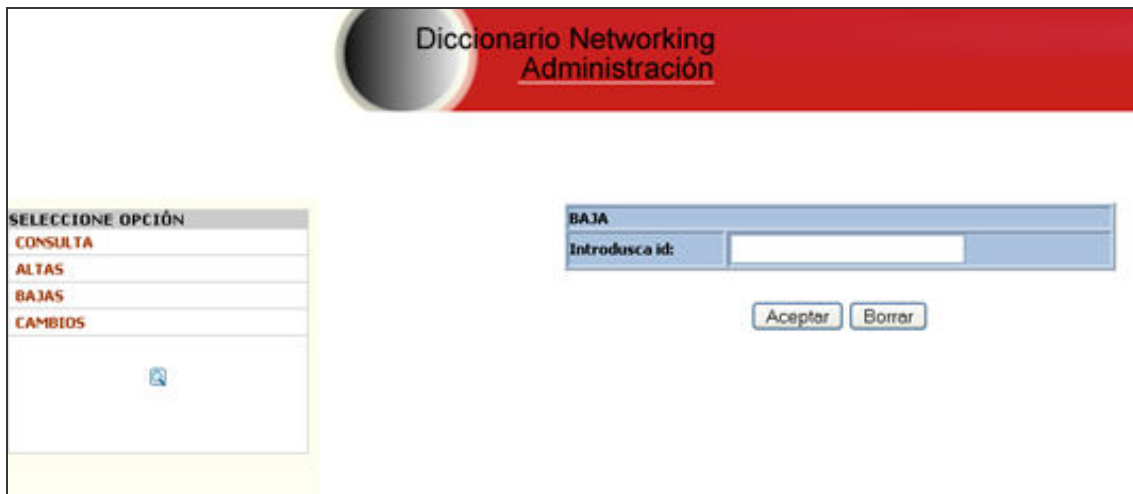 Diccionario Networking
Administración
SELECCIONE OPCIÓN
CONSULTA
ALTAS
BAJAS
CAMBIOS
BAJA
Introdusca id:
Aceptar Borrar